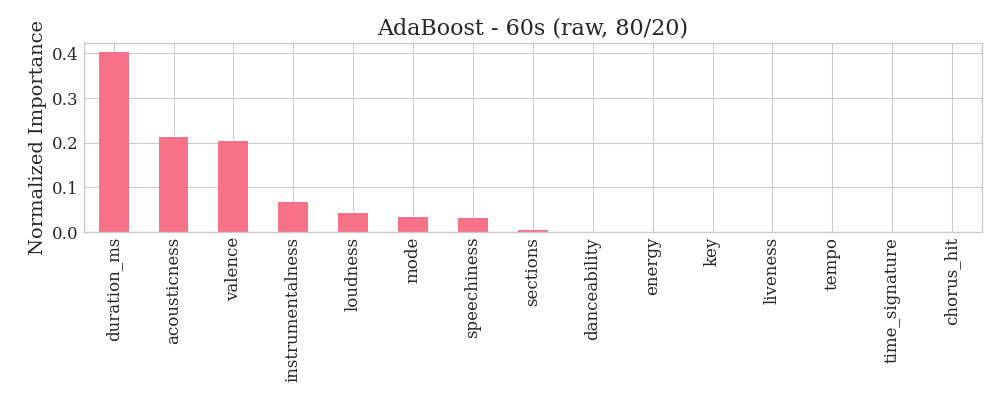 AdaBoost - 60s (raw, 80/20)
Normalized Importance
0.4
0.3
0.2
0.1
0.0
duration_ms
acousticness
valence
instrumentalness
loudness
mode
speechiness
sections
danceability
energy
key
liveness
tempo
time_signature
chorus_hit